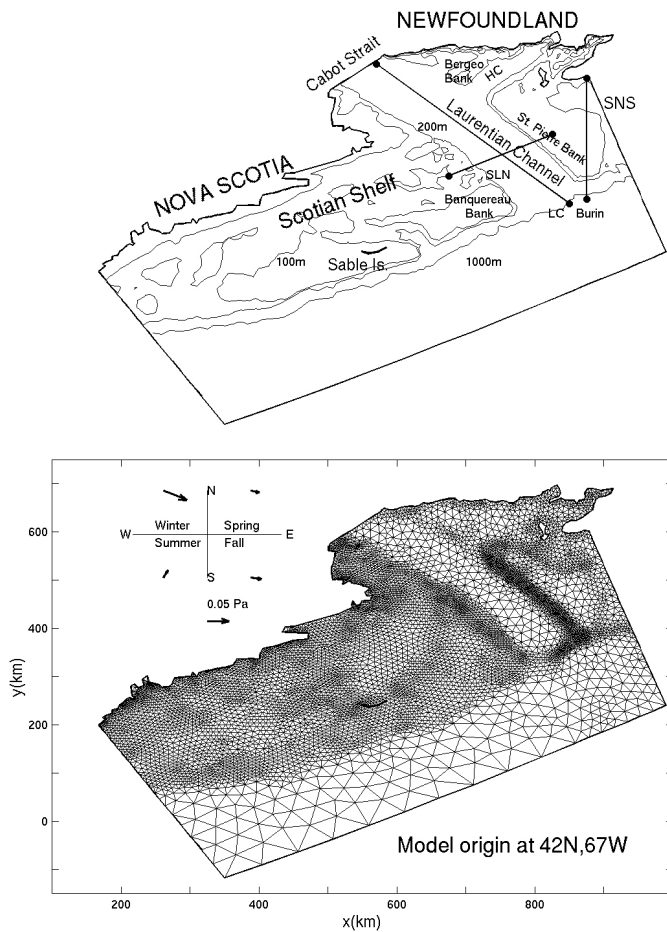 NEWFOUNDLAND
Cabot Strait
Bergeo
Bank
HC
SNS
Laurentian Channel
St. Pierre Bank
200m
NOVA SCOTIA
Scotian Shelf
SLN
Banquereau
Bank
LC
Burin
100m
Sable Is.
1000m
N
Winter
Spring
W
E
Summer
Fall
S
0.05 Pa
600
400
200
0
y(km)
Model origin at 42N,67W
200
400
600
800
x(km)